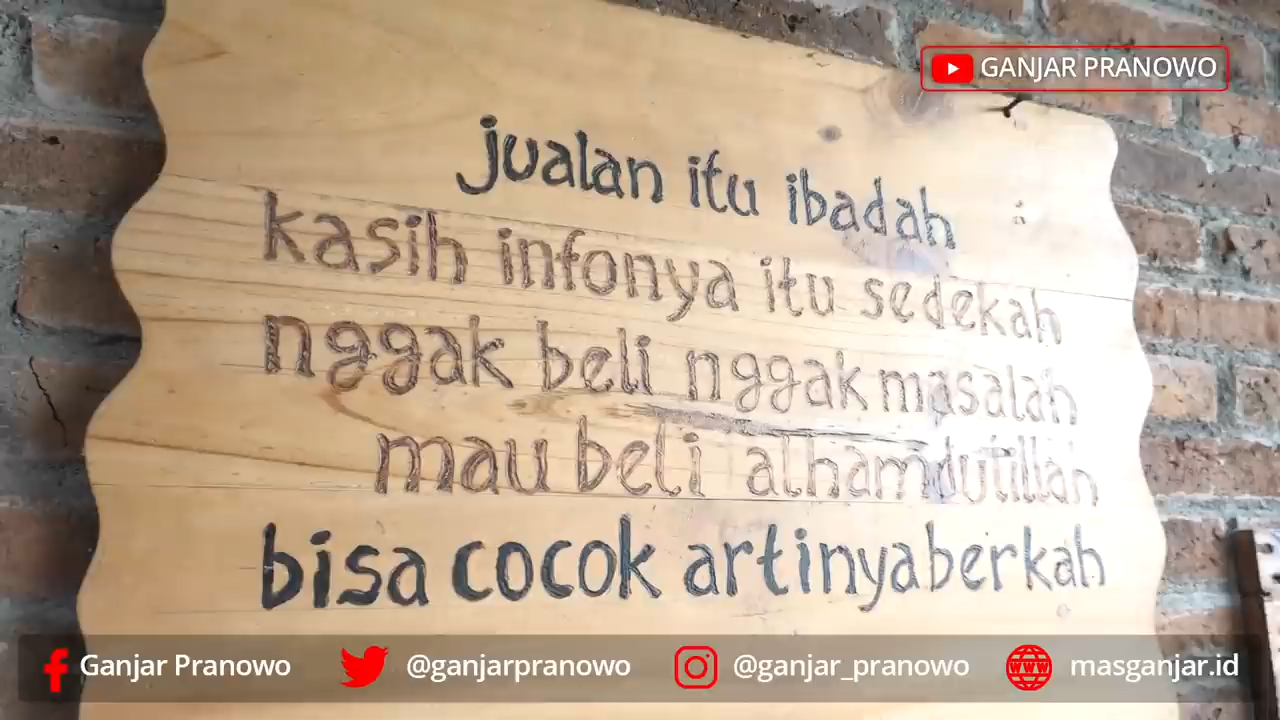 GANJAR PRANOWO
jualan itu ibadah
kasih infonya itu sedekah
nggak beli nggak masalah
mau beli alhamdulillah
bisa cocok artinya berkah
Ganjar Pranowo @ganjarpranowo @ganjar_pranowo www masganjar.id